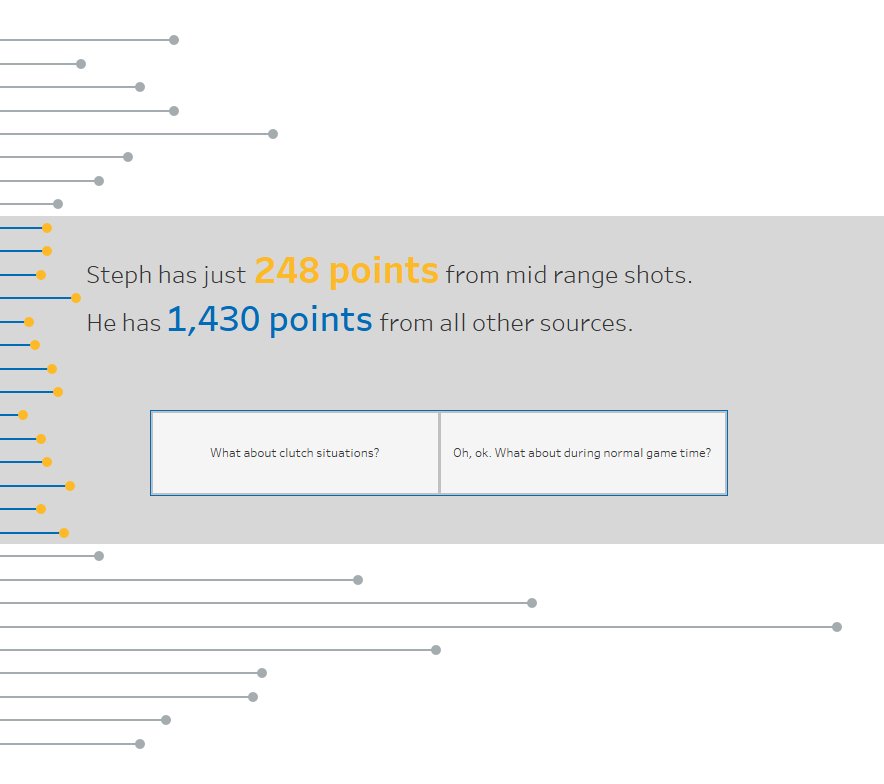 Steph has just 248 points from mid range shots.
He has 1,430 points from all other sources.
What about clutch situations?
Oh, ok. What about during normal game time?